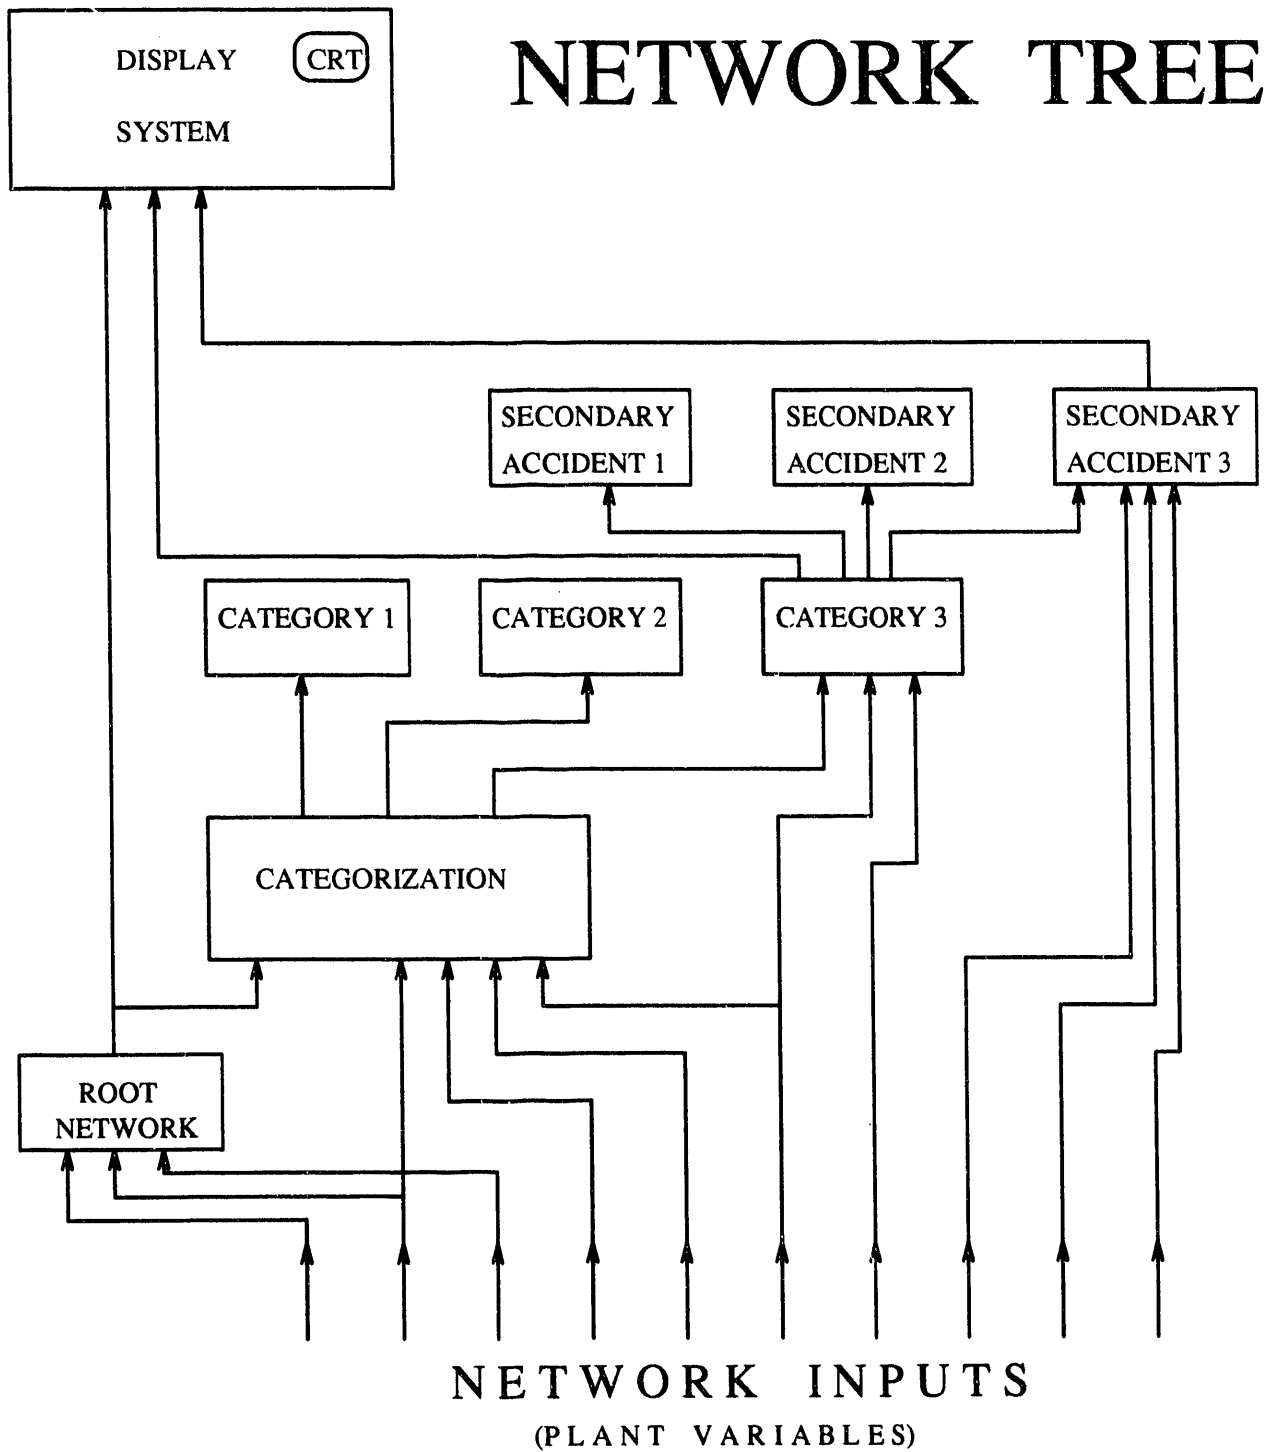 NETWORK TREE
DISPLAY
CRT
SYSTEM
SECONDARY
ACCIDENT 1
SECONDARY
ACCIDENT 2
SECONDARY
ACCIDENT 3
CATEGORY 1
CATEGORY 2
CATEGORY 3
CATEGORIZATION
ROOT
NETWORK
NETWORK INPUTS
(PLANT VARIABLES)